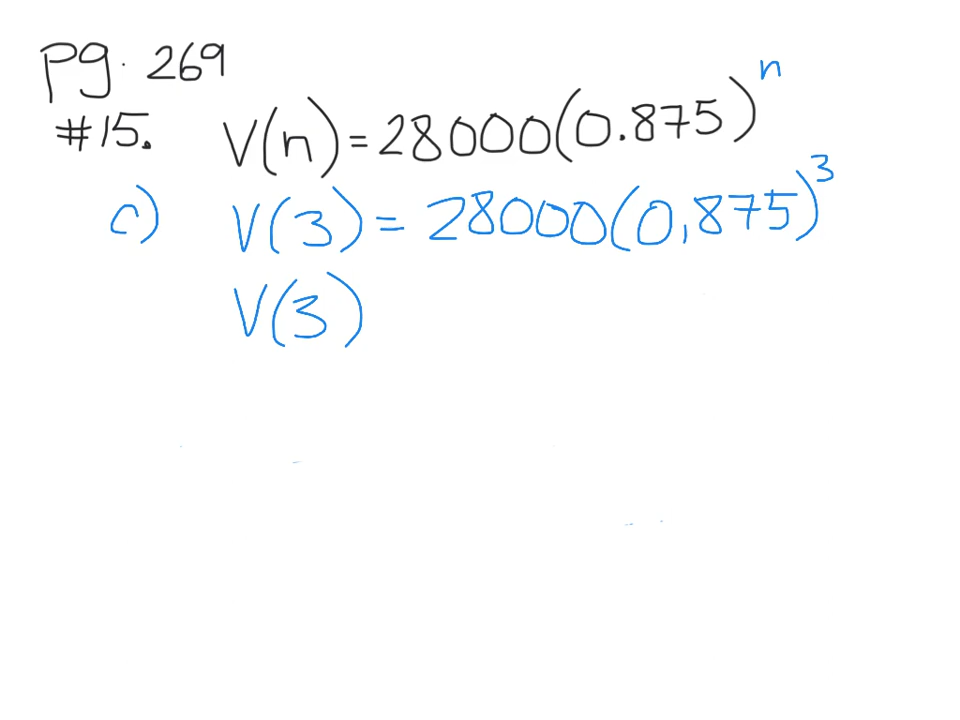 pg. 269
#15. V(n) = 28000(0.875)^n
c) V(3) = 28000(0,875)^3
V(3)